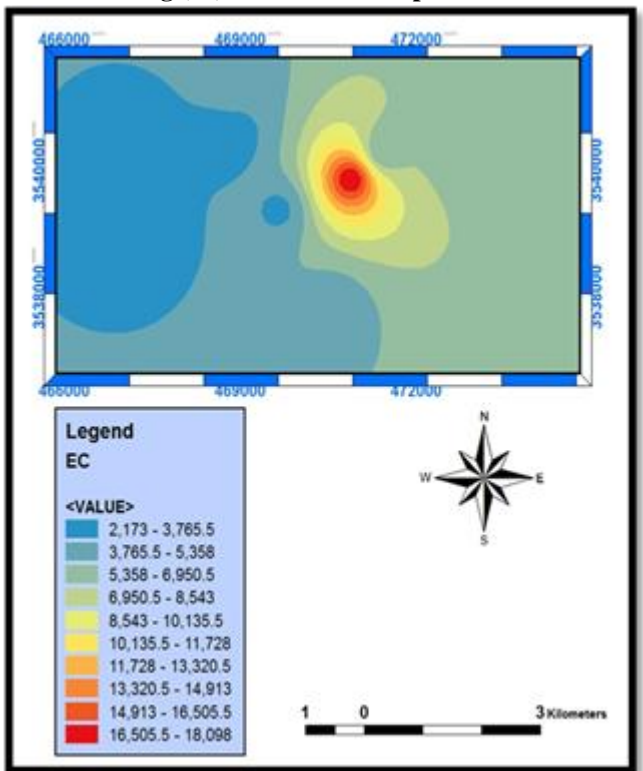 466000 469000 472000
3540000 3540000
3538000 3538000
466000 469000 472000
Legend
EC
<VALUE>
2,173 - 3,765.5
3,765.5 - 5,358
5,358 - 6,950.5
6,950.5 - 8,543
8,543 - 10,135.5
10,135.5 - 11,728
11,728 - 13,320.5
13,320.5 - 14,913
14,913 - 16,505.5
16,505.5 - 18,098
N
W E
S
1 0 3 Kilometers